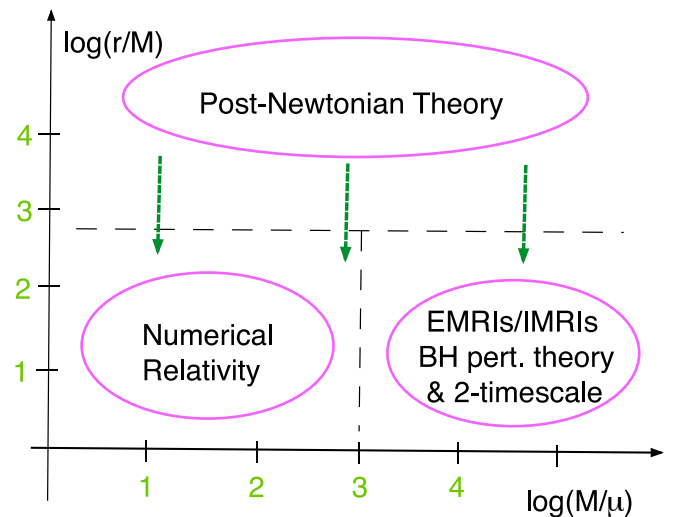 log(r/M)
Post-Newtonian Theory
4
3
2
1
Numerical
Relativity
EMRIs/IMRIs
BH pert. theory
& 2-timescale
1
2
3
4
log(M/μ)